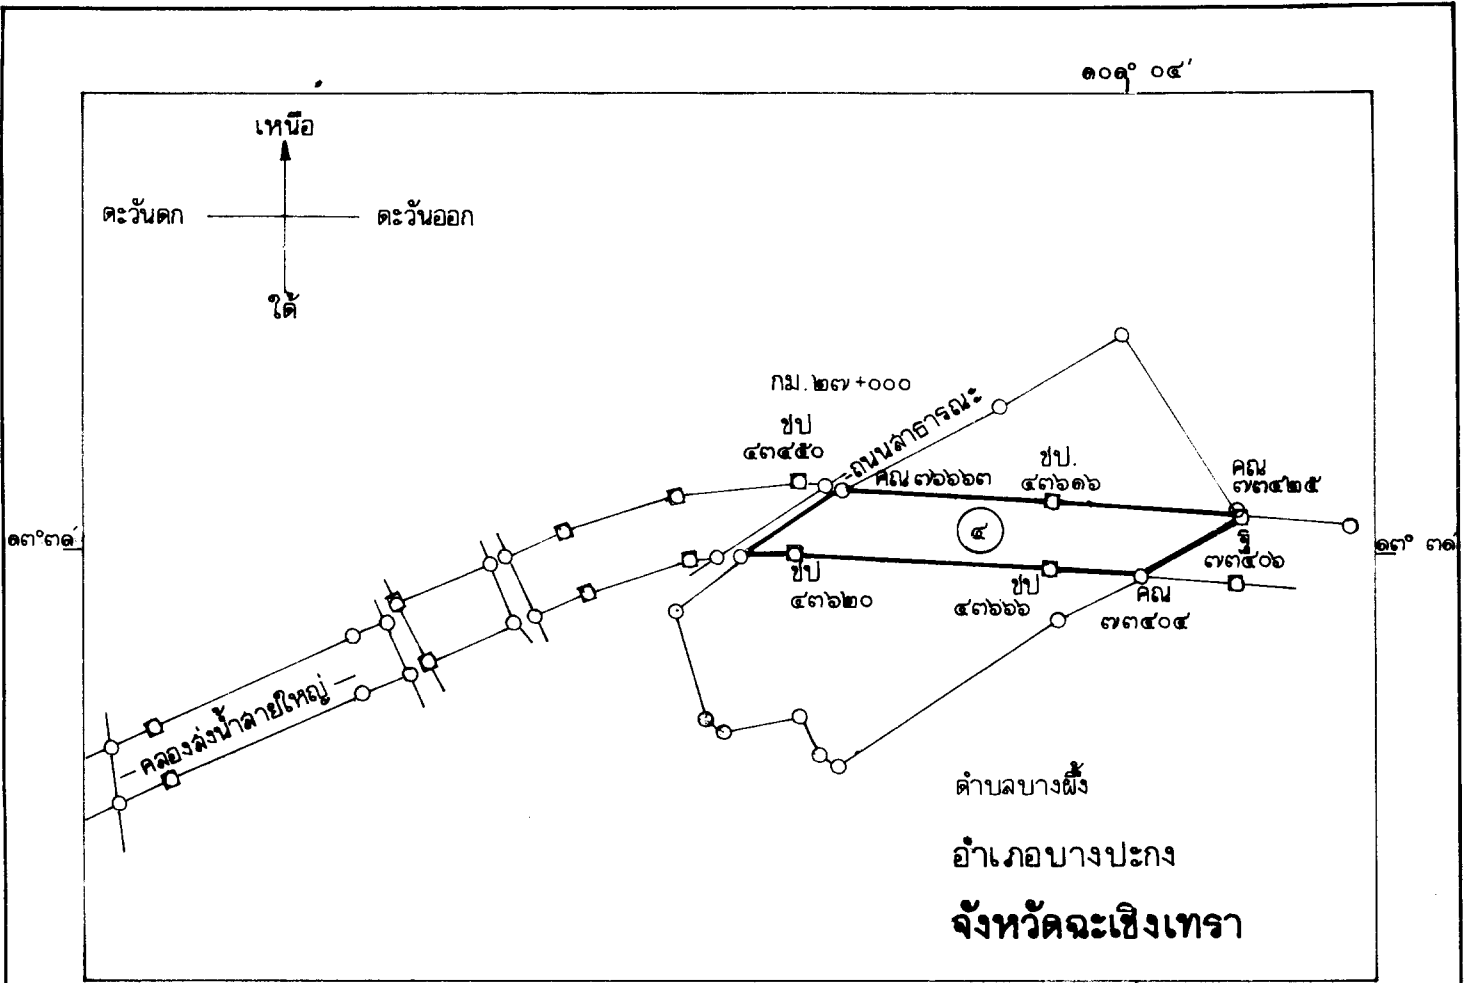 ๑๐๑° ๐๔'
เหนือ
ตะวันตก
ตะวันออก
ใต้
กม. ๒๗+๐๐๐
ชป
๔๓๔๕๐
-ถนนสาธารณะ
คณ ๗๖๖๖๓
ชป.
๔๓๖๑๖
คณ
๗๓๔๒๕
๔
๑๓° ๓๑'
ชป
๔๓๖๒๐
ชป
๔๓๖๖๖
คณ
๗๓๔๐๔
ฐ
๗๓๔๐๖
๑๓° ๓๑'
- คลองส่งน้ำสายใหญ่ -
ตำบลบางผึ้ง
อำเภอบางปะกง
จังหวัดฉะเชิงเทรา